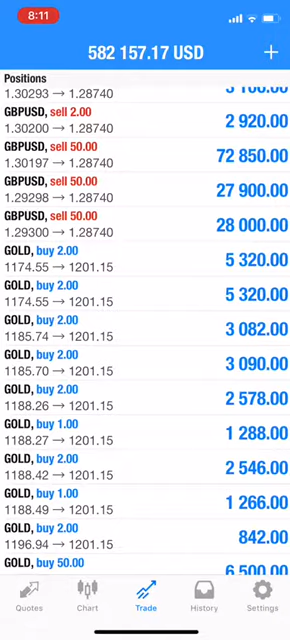 8:11
582 157.17 USD
+
Positions
1.30293 → 1.28740
GBPUSD, sell 2.00
2 920.00
1.30200 → 1.28740
GBPUSD, sell 50.00
72 850.00
1.30197 → 1.28740
GBPUSD, sell 50.00
27 900.00
1.29298 → 1.28740
GBPUSD, sell 50.00
28 000.00
1.29300 → 1.28740
GOLD, buy 2.00
5 320.00
1174.55 → 1201.15
GOLD, buy 2.00
5 320.00
1174.55 → 1201.15
GOLD, buy 2.00
3 082.00
1185.74 → 1201.15
GOLD, buy 2.00
3 090.00
1185.70 → 1201.15
GOLD, buy 2.00
2 578.00
1188.26 → 1201.15
GOLD, buy 1.00
1 288.00
1188.27 → 1201.15
GOLD, buy 2.00
2 546.00
1188.42 → 1201.15
GOLD, buy 1.00
1 266.00
1188.49 → 1201.15
GOLD, buy 2.00
842.00
1196.94 → 1201.15
GOLD, buy 50.00
6 500.00
Quotes Chart Trade History Settings